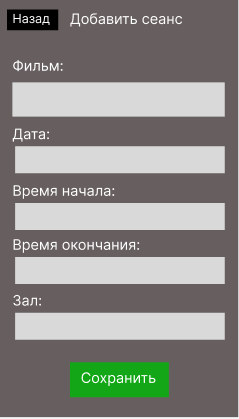 Назад Добавить сеанс
Фильм:
Дата:
Время начала:
Время окончания:
Зал:
Сохранить